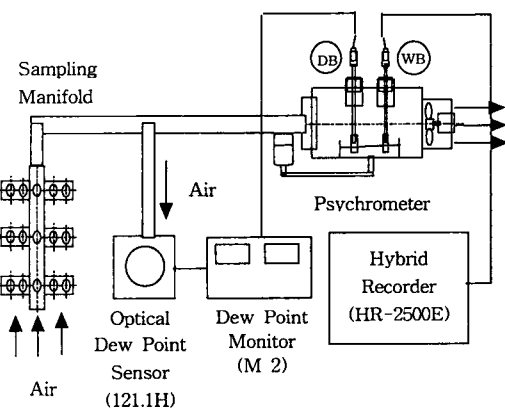 DB
WB
Sampling
Manifold
Air
Psychrometer
Hybrid
Recorder
(HR-2500E)
Optical
Dew Point
Sensor
(121.1H)
Dew Point
Monitor
(M 2)
Air